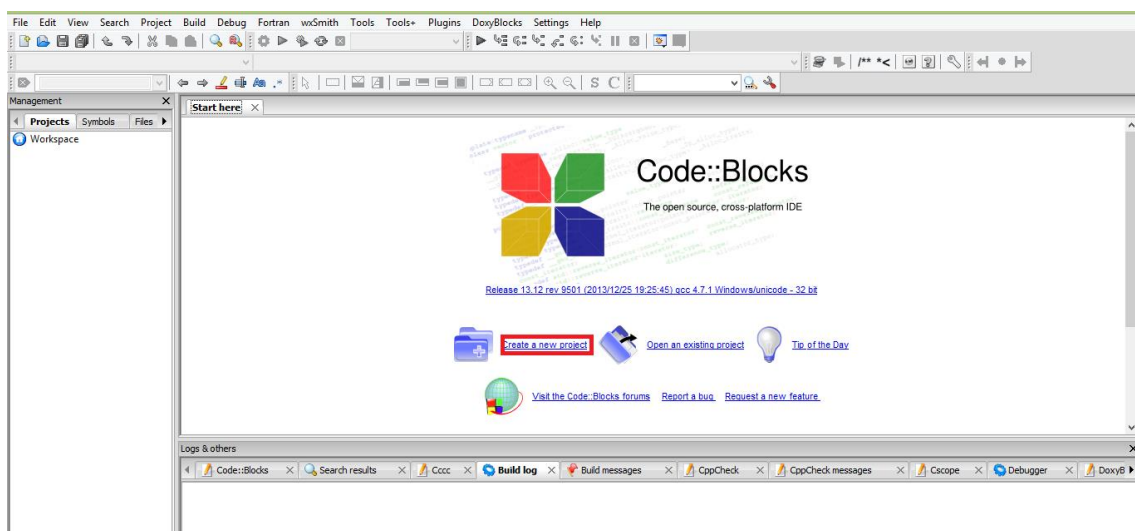 File Edit View Search Project Build Debug Fortran wxSmith Tools Tools+ Plugins DoxyBlocks Settings Help
/** *<
S C
Management
Projects Symbols Files
Workspace
Start here
Code::Blocks
The open source, cross-platform IDE
Release 13.12 rev 9501 (2013/12/25 19:25:45) gcc 4.7.1 Windows/unicode - 32 bit
Create a new project Open an existing project Tip of the Day
Visit the Code::Blocks forums Report a bug Request a new feature
Logs & others
Code::Blocks Search results Cccc Build log Build messages CppCheck CppCheck messages Cscope Debugger DoxyB